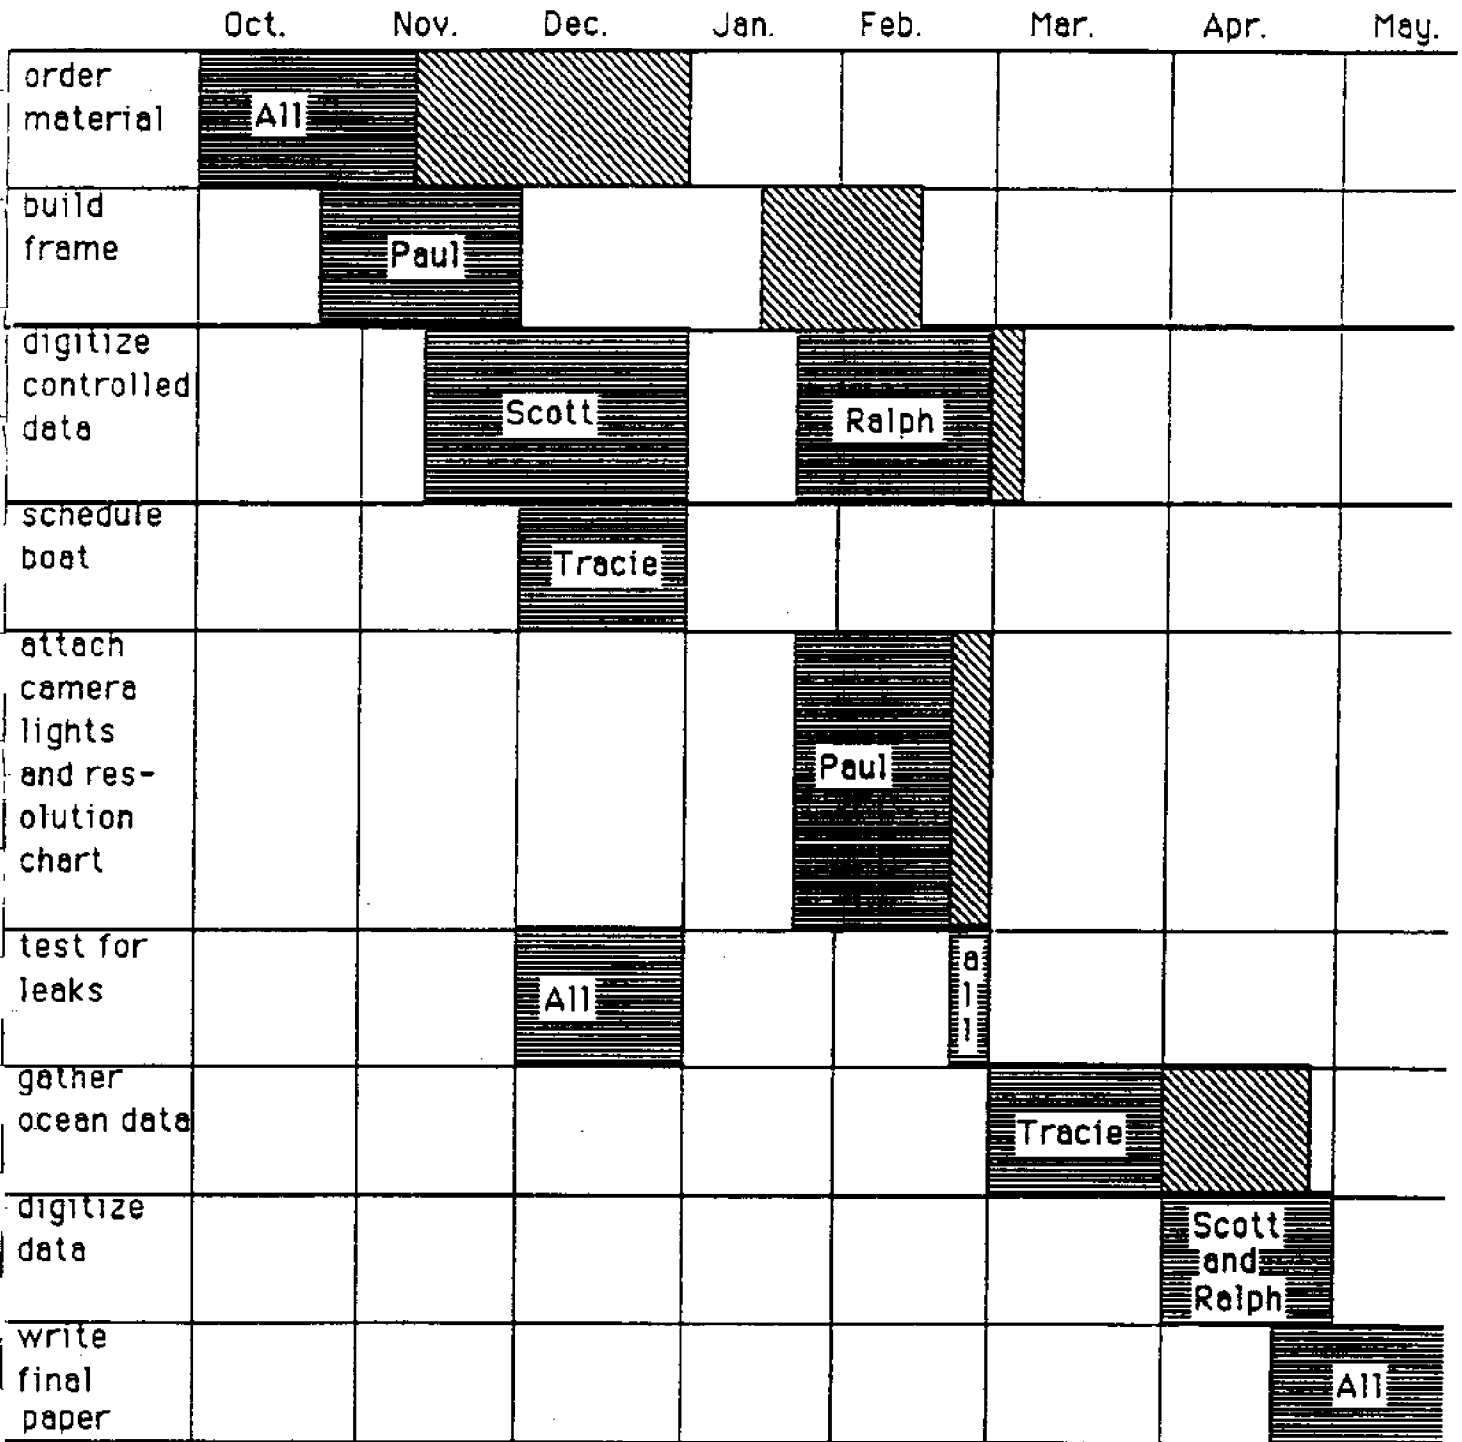 Oct. Nov. Dec. Jan. Feb. Mar. Apr. May.
order
material
All
build
frame
Paul
digitize
controlled
data
Scott
Ralph
schedule
boat
Tracie
attach
camera
lights
and res-
olution
chart
Paul
test for
leaks
All
all
gather
ocean data
Tracie
digitize
data
Scott
and
Ralph
write
final
paper
All